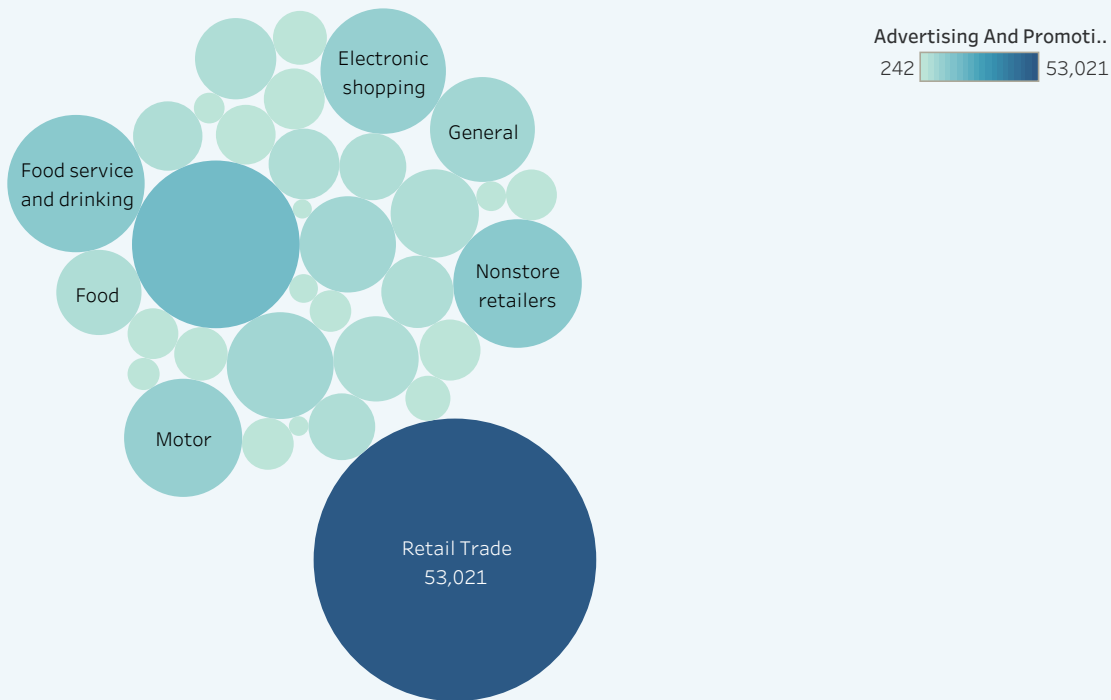 Advertising And Promoti..
242 53,021
Electronic
shopping
General
Food service
and drinking
Nonstore
retailers
Food
Motor
Retail Trade
53,021